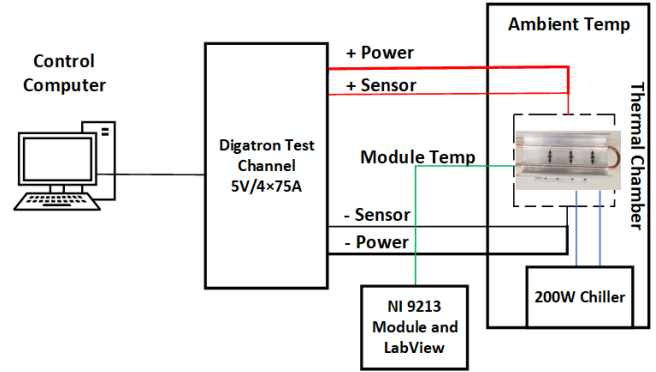 Control
Computer
Digatron Test
Channel
5V/4×75A
+ Power
+ Sensor
Module Temp
- Sensor
- Power
NI 9213
Module and
LabView
Ambient Temp
Thermal Chamber
200W Chiller